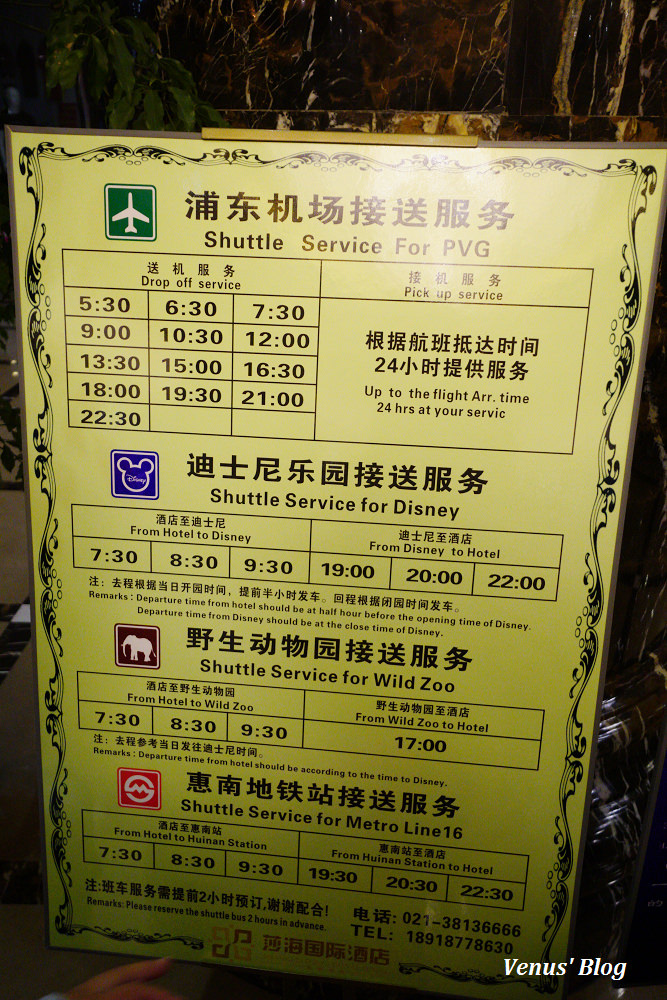 浦东机场接送服务
Shuttle Service For PVG
送机服务
Drop off service
接机服务
Pick up service
5:30 6:30 7:30
9:00 10:30 12:00
13:30 15:00 16:30
18:00 19:30 21:00
22:30
根据航班抵达时间
24小时提供服务
Up to the flight Arr. time
24 hrs at your servic
Disney
迪士尼乐园接送服务
Shuttle Service for Disney
酒店至迪士尼
From Hotel to Disney
迪士尼至酒店
From Disney to Hotel
7:30 8:30 9:30 19:00 20:00 22:00
注：去程根据当日开园时间，提前半小时发车。回程根据闭园时间发车。
Remarks：Departure time from hotel should be at half hour before the opening time of Disney.
Departure time from Disney should be at the close time of Disney.
野生动物园接送服务
Shuttle Service for Wild Zoo
酒店至野生动物园
From Hotel to Wild Zoo
野生动物园至酒店
From Wild Zoo to Hotel
7:30 8:30 9:30 17:00
注：去程参考当日发往迪士尼时间。
Remarks：Departure time from hotel should be according to the time to Disney.
惠南地铁站接送服务
Shuttle Service for Metro Line16
酒店至惠南站
From Hotel to Huinan Station
惠南站至酒店
From Huinan Station to Hotel
7:30 8:30 9:30 19:30 20:30 22:30
注:班车服务需提前2小时预订,谢谢配合!
Remarks: Please reserve the shuttle bus 2 hours in advance.
电话: 021-38136666
TEL: 18918778630
莎海国际酒店
Venus' Blog